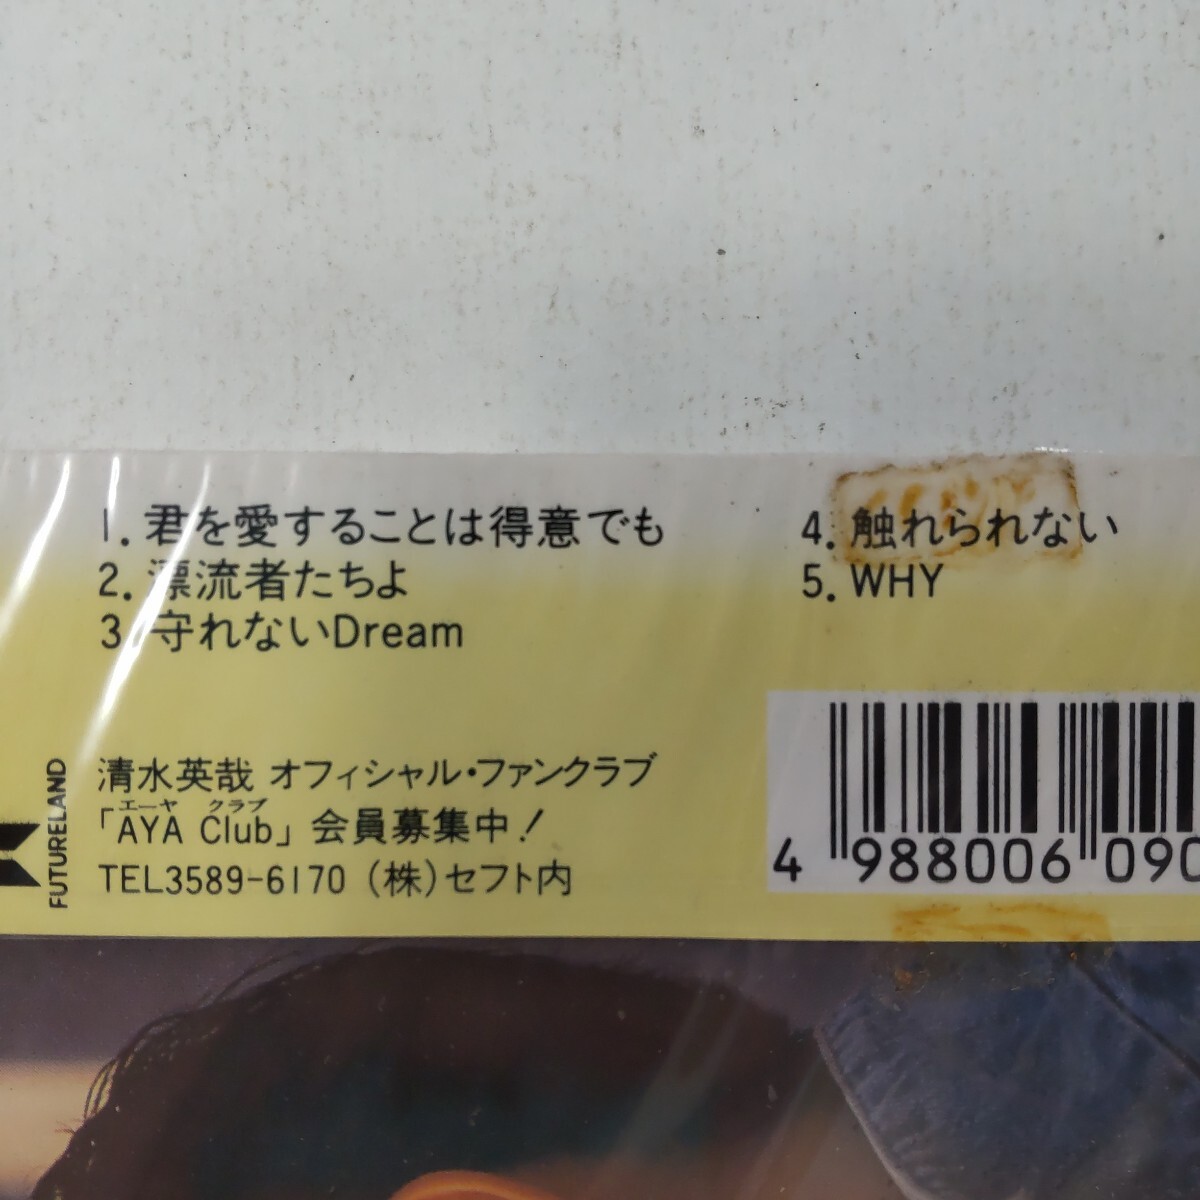 1. 君を愛することは得意でも
2. 漂流者たちよ
3. 守れないDream
4. 触れられない
5. WHY
清水英哉 オフィシャル・ファンクラブ
エーヤ クラブ
「AYA Club」会員募集中!
TEL3589-6170 (株)セフト内
FUTURELAND
4 988006 090